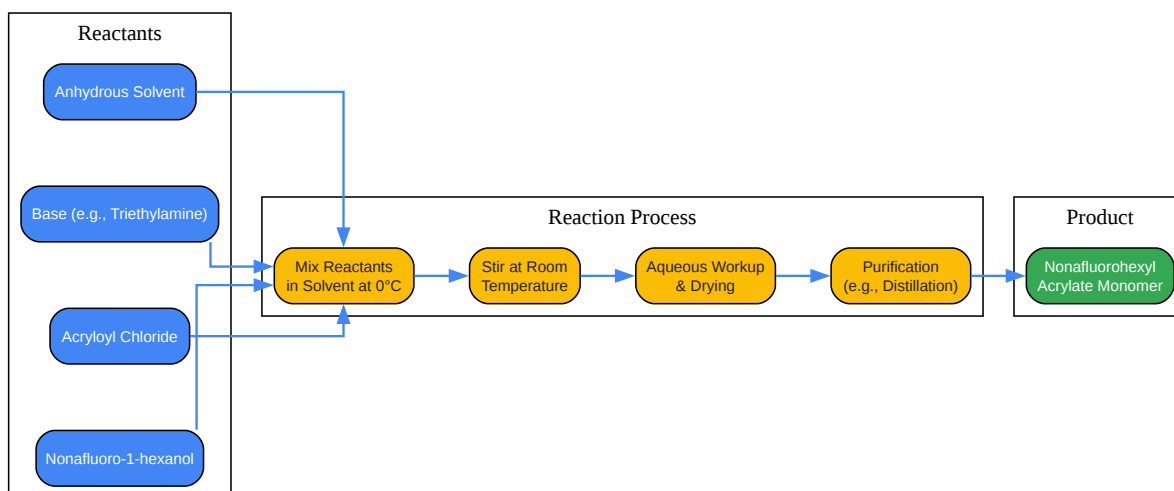 Reactants
Anhydrous Solvent
Base (e.g., Triethylamine)
Acryloyl Chloride
Nonafluoro-1-hexanol
Reaction Process
Mix Reactants
in Solvent at 0°C
Stir at Room
Temperature
Aqueous Workup
& Drying
Purification
(e.g., Distillation)
Product
Nonafluorohexyl
Acrylate Monomer